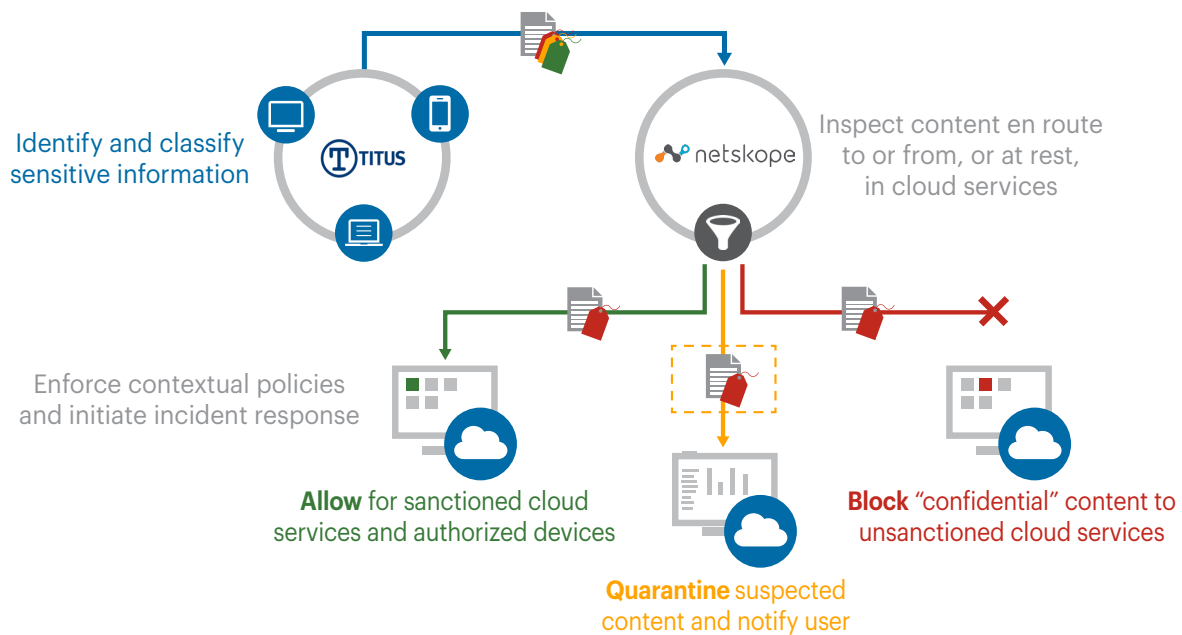 Identify and classify
sensitive information
TITUS
netskope
Inspect content en route
to or from, or at rest,
in cloud services
Enforce contextual policies
and initiate incident response
Allow for sanctioned cloud
services and authorized devices
Quarantine suspected
content and notify user
Block “confidential” content to
unsanctioned cloud services